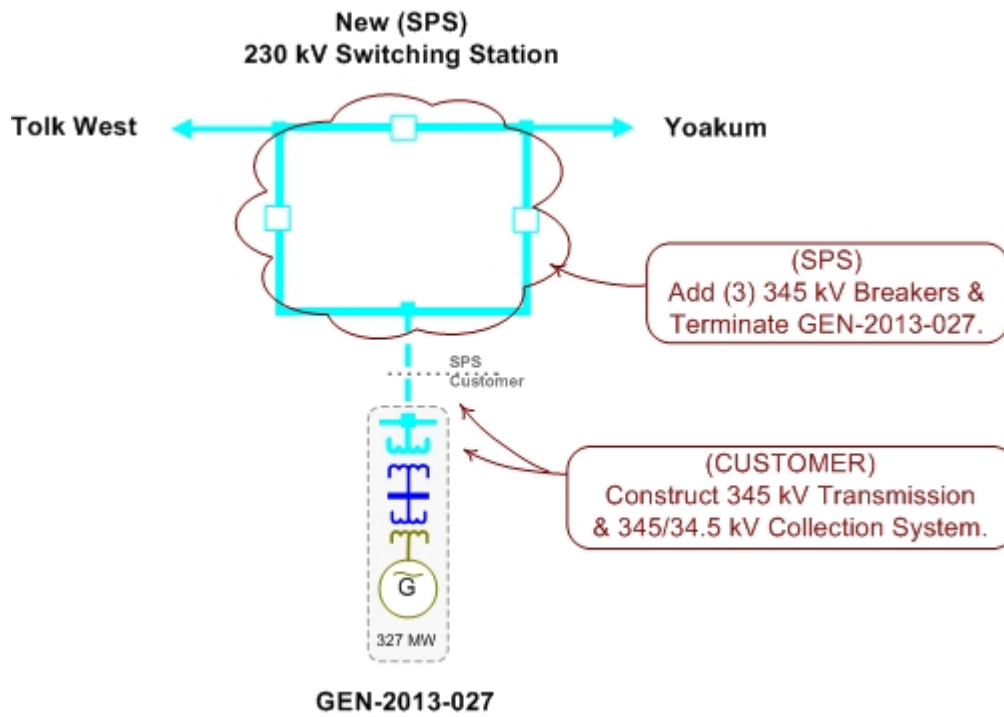 New (SPS)
230 kV Switching Station
Tolk West
Yoakum
(SPS)
Add (3) 345 kV Breakers &
Terminate GEN-2013-027.
SPS
Customer
(CUSTOMER)
Construct 345 kV Transmission
& 345/34.5 kV Collection System.
G
327 MW
GEN-2013-027